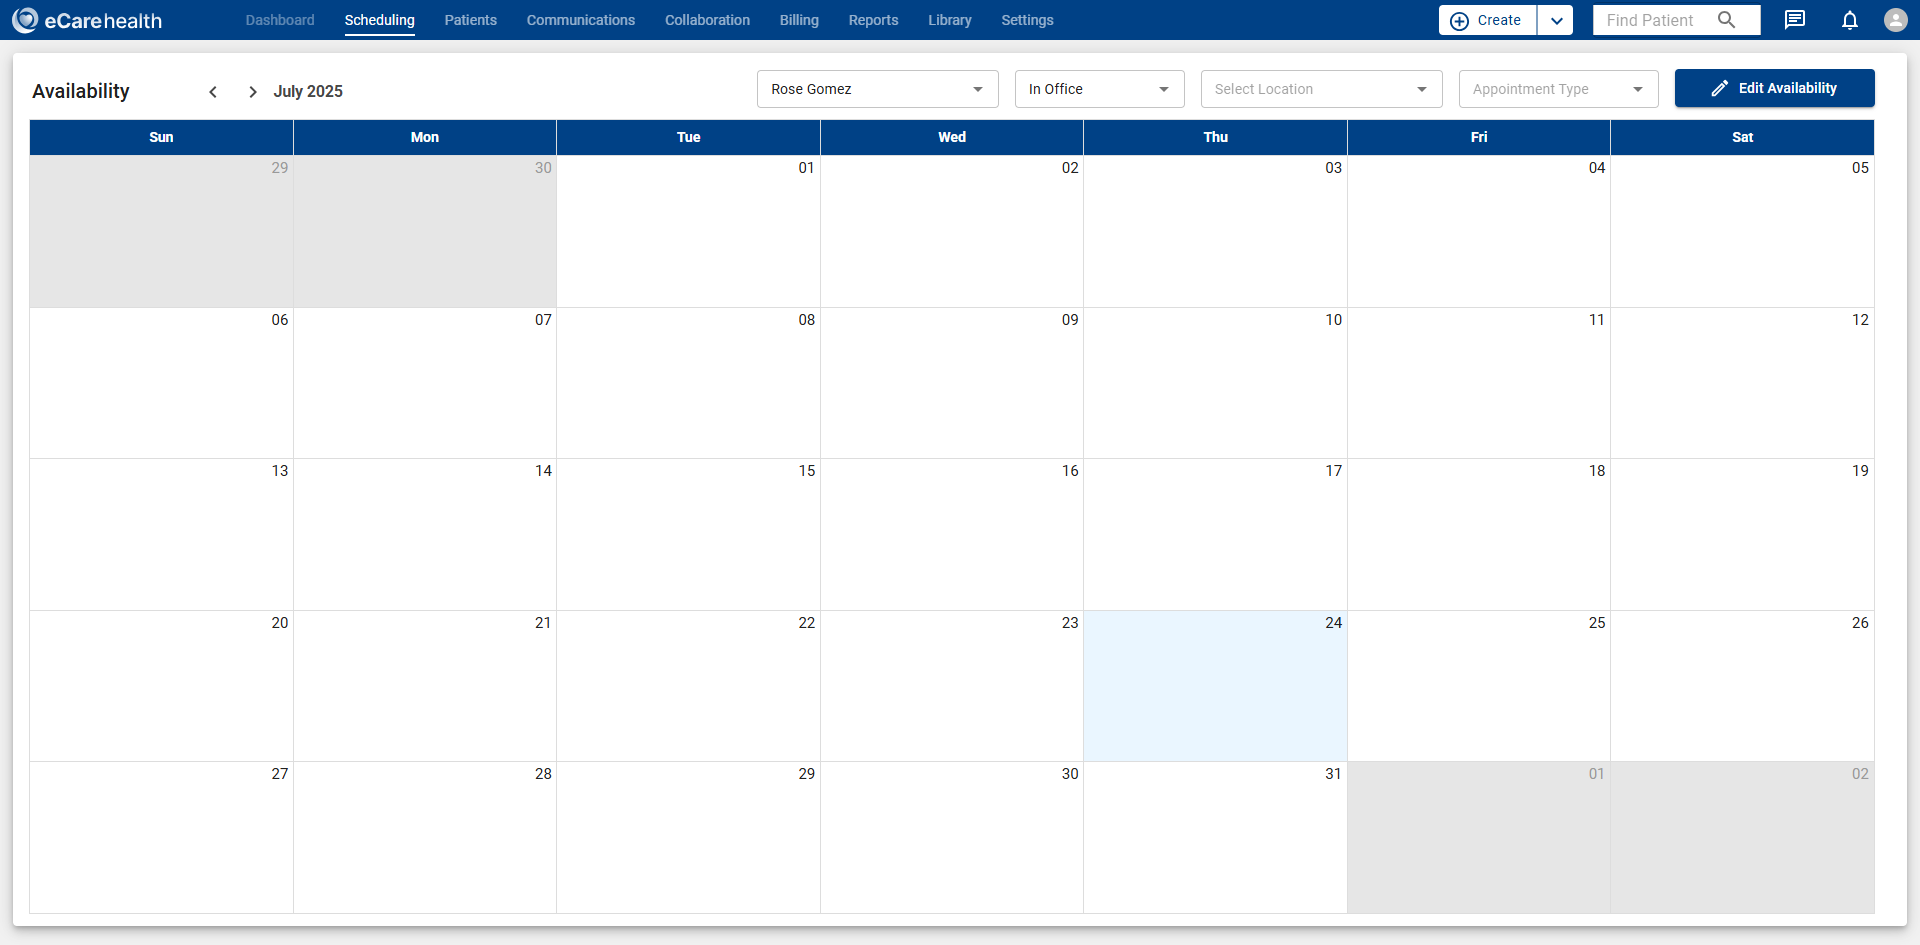 eCarehealth Dashboard Scheduling Patients Communications Collaboration Billing Reports Library Settings Create Find Patient
Availability July 2025 Rose Gomez In Office Select Location Appointment Type Edit Availability
Sun Mon Tue Wed Thu Fri Sat
29 30 01 02 03 04 05
06 07 08 09 10 11 12
13 14 15 16 17 18 19
20 21 22 23 24 25 26
27 28 29 30 31 01 02